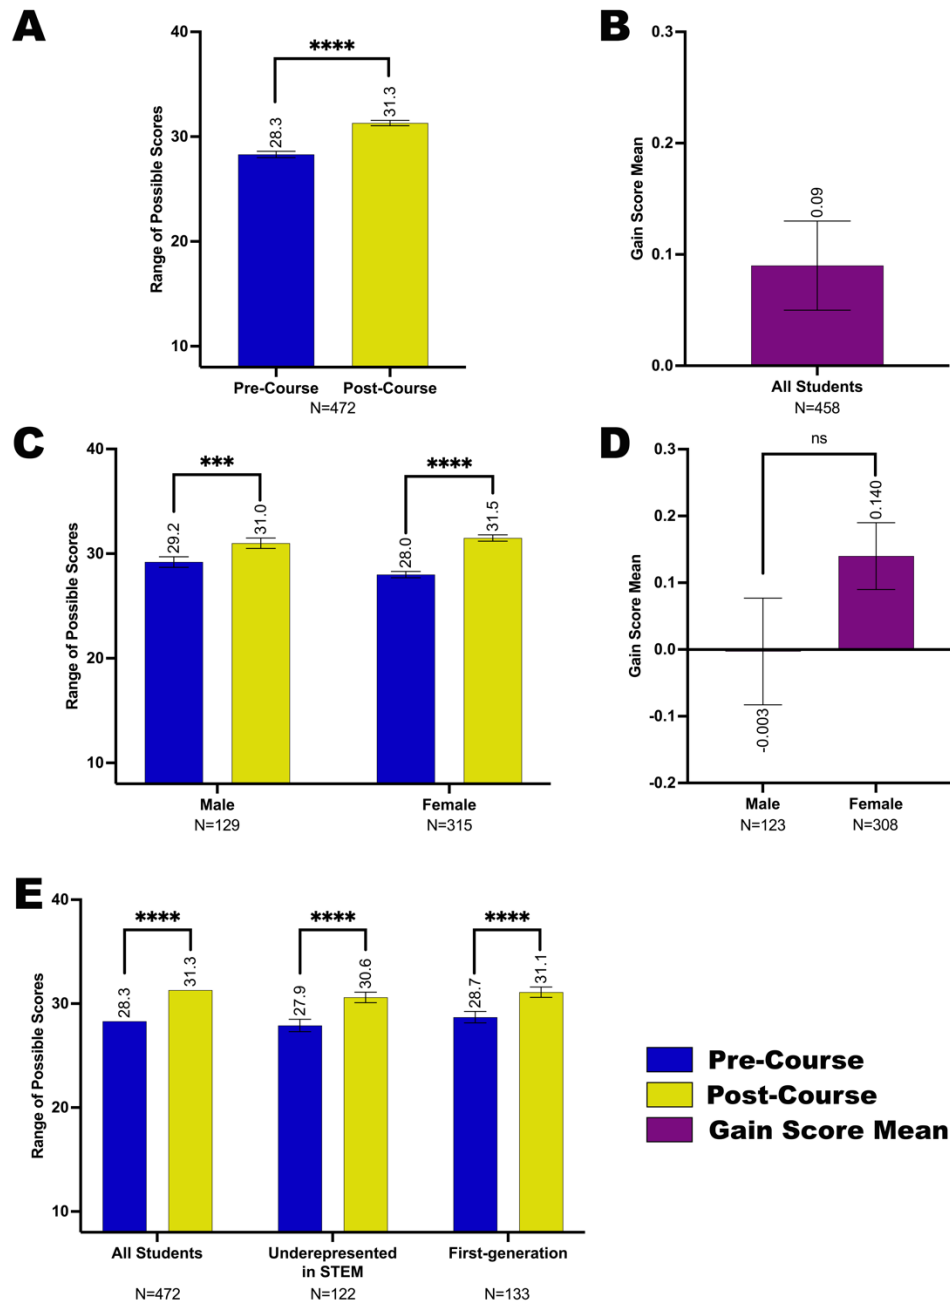 A
40
30
20
10
Range of Possible Scores
****
28.3
31.3
Pre-Course
Post-Course
N=472
B
0.3
0.2
0.1
0.0
Gain Score Mean
0.09
All Students
N=458
C
40
30
20
10
Range of Possible Scores
***
29.2
31.0
****
28.0
31.5
Male
N=129
Female
N=315
D
0.3
0.2
0.1
0.0
-0.1
-0.2
Gain Score Mean
ns
-0.003
0.140
Male
N=123
Female
N=308
E
40
30
20
10
Range of Possible Scores
****
28.3
31.3
****
27.9
30.6
****
28.7
31.1
All Students
N=472
Underepresented
in STEM
N=122
First-generation
N=133
Pre-Course
Post-Course
Gain Score Mean